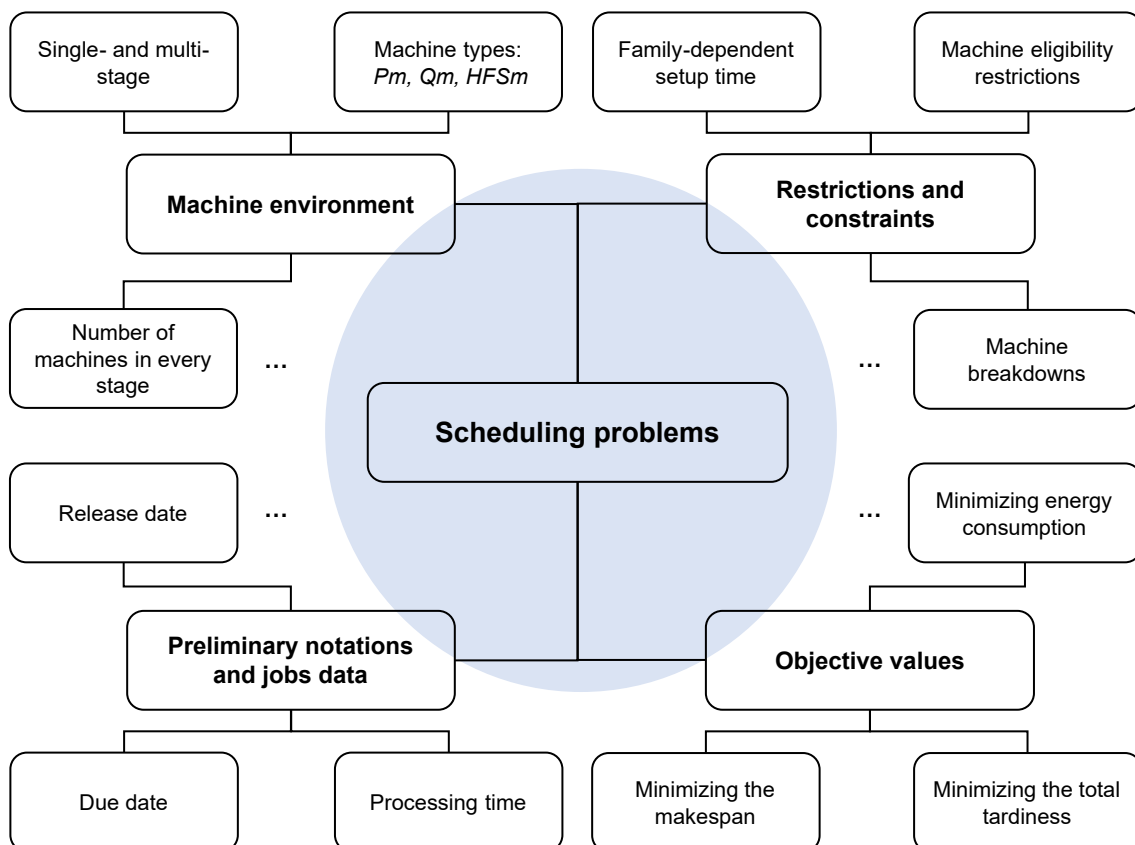 Single- and multi-
stage
Machine types:
Pm, Qm, HFSm
Family-dependent
setup time
Machine eligibility
restrictions
Machine environment
Restrictions and
constraints
Number of
machines in every
stage
...
...
Machine
breakdowns
Scheduling problems
Release date
...
...
Minimizing energy
consumption
Preliminary notations
and jobs data
Objective values
Due date
Processing time
Minimizing the
makespan
Minimizing the total
tardiness